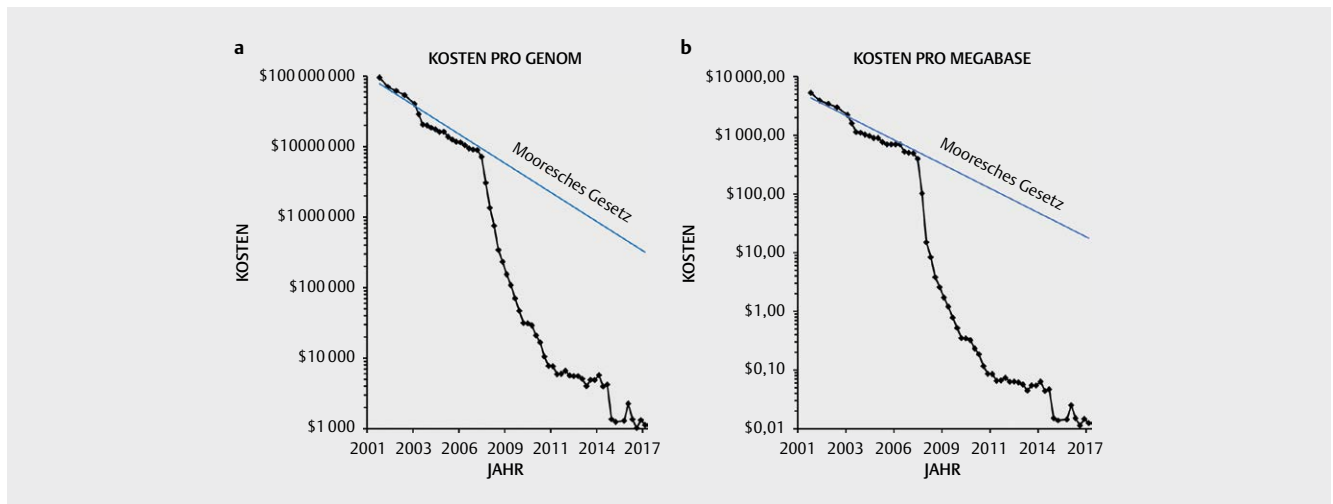 a
KOSTEN PRO GENOM
$100 000 000
$10 000 000
$1 000 000
$100 000
$10 000
$1 000
KOSTEN
Mooresches Gesetz
2001 2003 2006 2009 2011 2014 2017
JAHR
b
KOSTEN PRO MEGABASE
$10 000,00
$1 000,00
$100,00
$10,00
$1,00
$0,10
$0,01
KOSTEN
Mooresches Gesetz
2001 2003 2006 2009 2011 2014 2017
JAHR